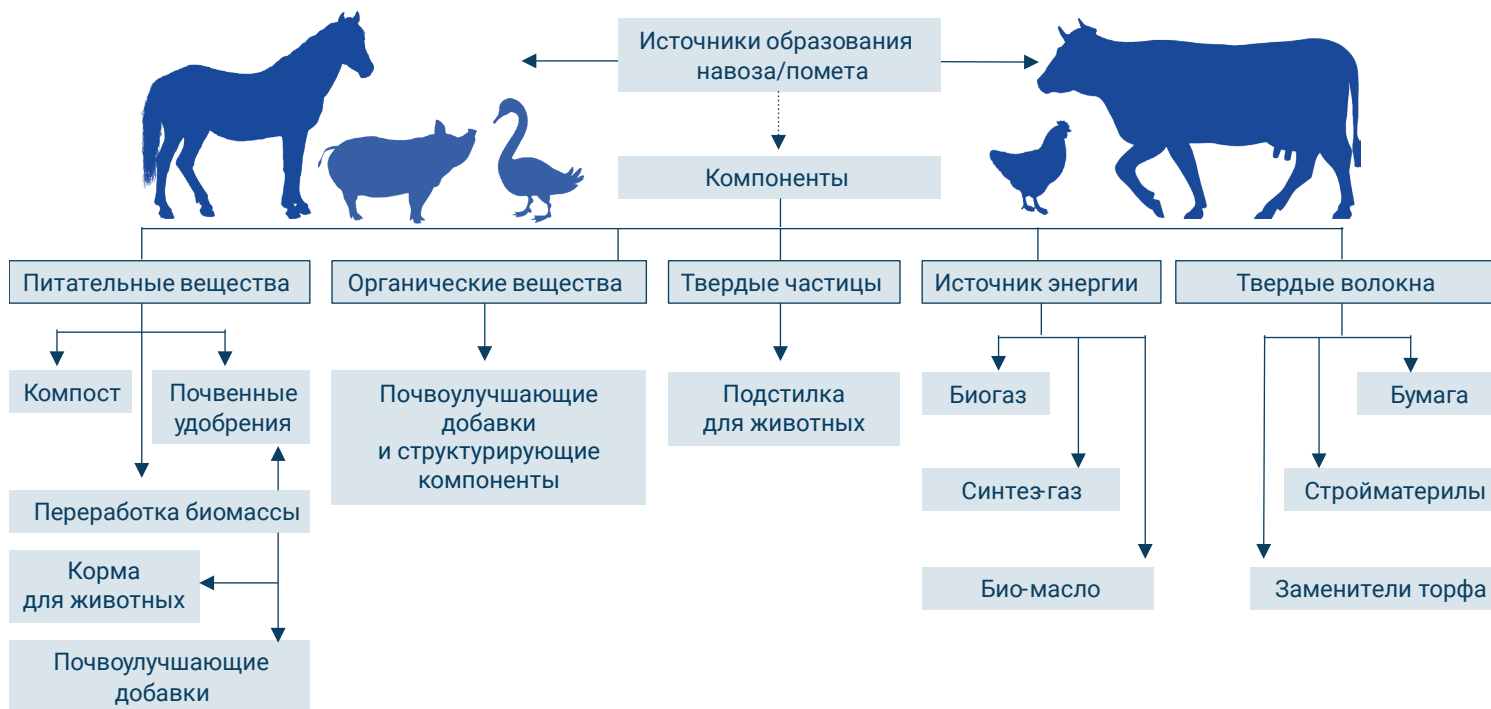 Источники образования
навоза/помета
Компоненты
Питательные вещества
Органические вещества
Твердые частицы
Источник энергии
Твердые волокна
Компост
Почвенные
удобрения
Переработка биомассы
Корма
для животных
Почвоулучшающие
добавки
Почвоулучшающие
добавки
и структурирующие
компоненты
Подстилка
для животных
Биогаз
Синтез-газ
Био-масло
Бумага
Стройматерилы
Заменители торфа